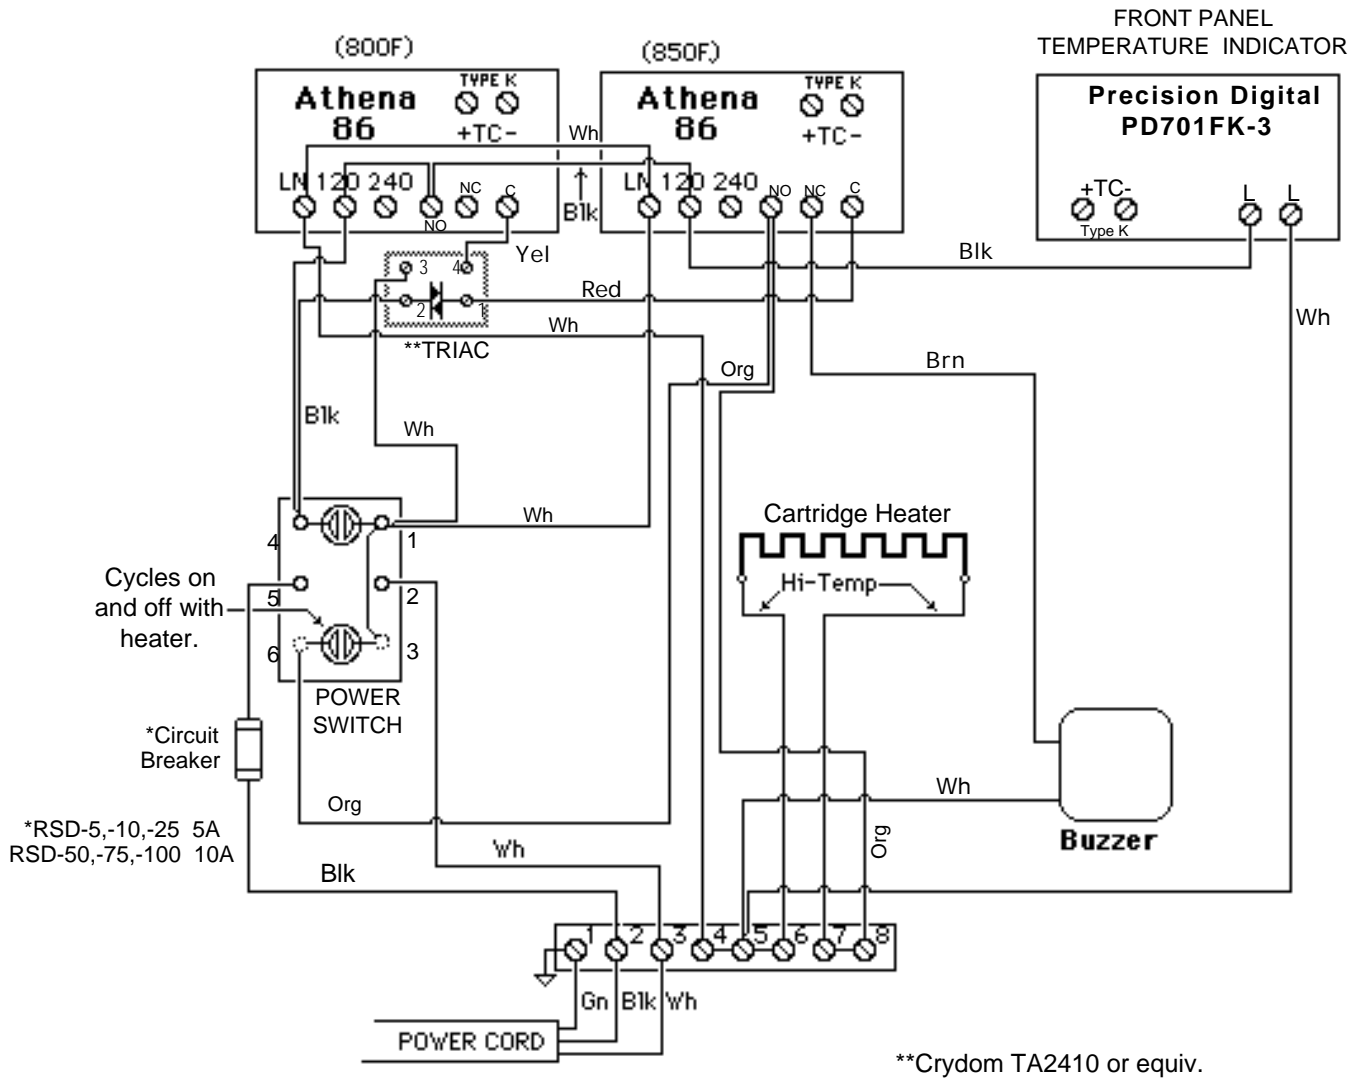 FRONT PANEL
TEMPERATURE INDICATOR
(800F)
(850F)
TYPE K
Athena
86
+TC-
LN 120 240
NO
NC
C
TYPE K
Athena
86
+TC-
LN 120 240
NO
NC
C
Precision Digital
PD701FK-3
+TC-
Type K
L
L
Wh
Blk
Yel
Blk
Red
Wh
3
4
2
1
**TRIAC
Wh
Org
Brn
Blk
Wh
Wh
4
1
5
2
6
3
Cycles on
and off with
heater.
POWER
SWITCH
Cartridge Heater
Hi-Temp
*Circuit
Breaker
Org
Wh
Buzzer
*RSD-5,-10,-25 5A
RSD-50,-75,-100 10A
Wh
Org
Blk
1
2
3
4
5
6
7
8
Gn
Blk
Wh
POWER CORD
**Crydom TA2410 or equiv.